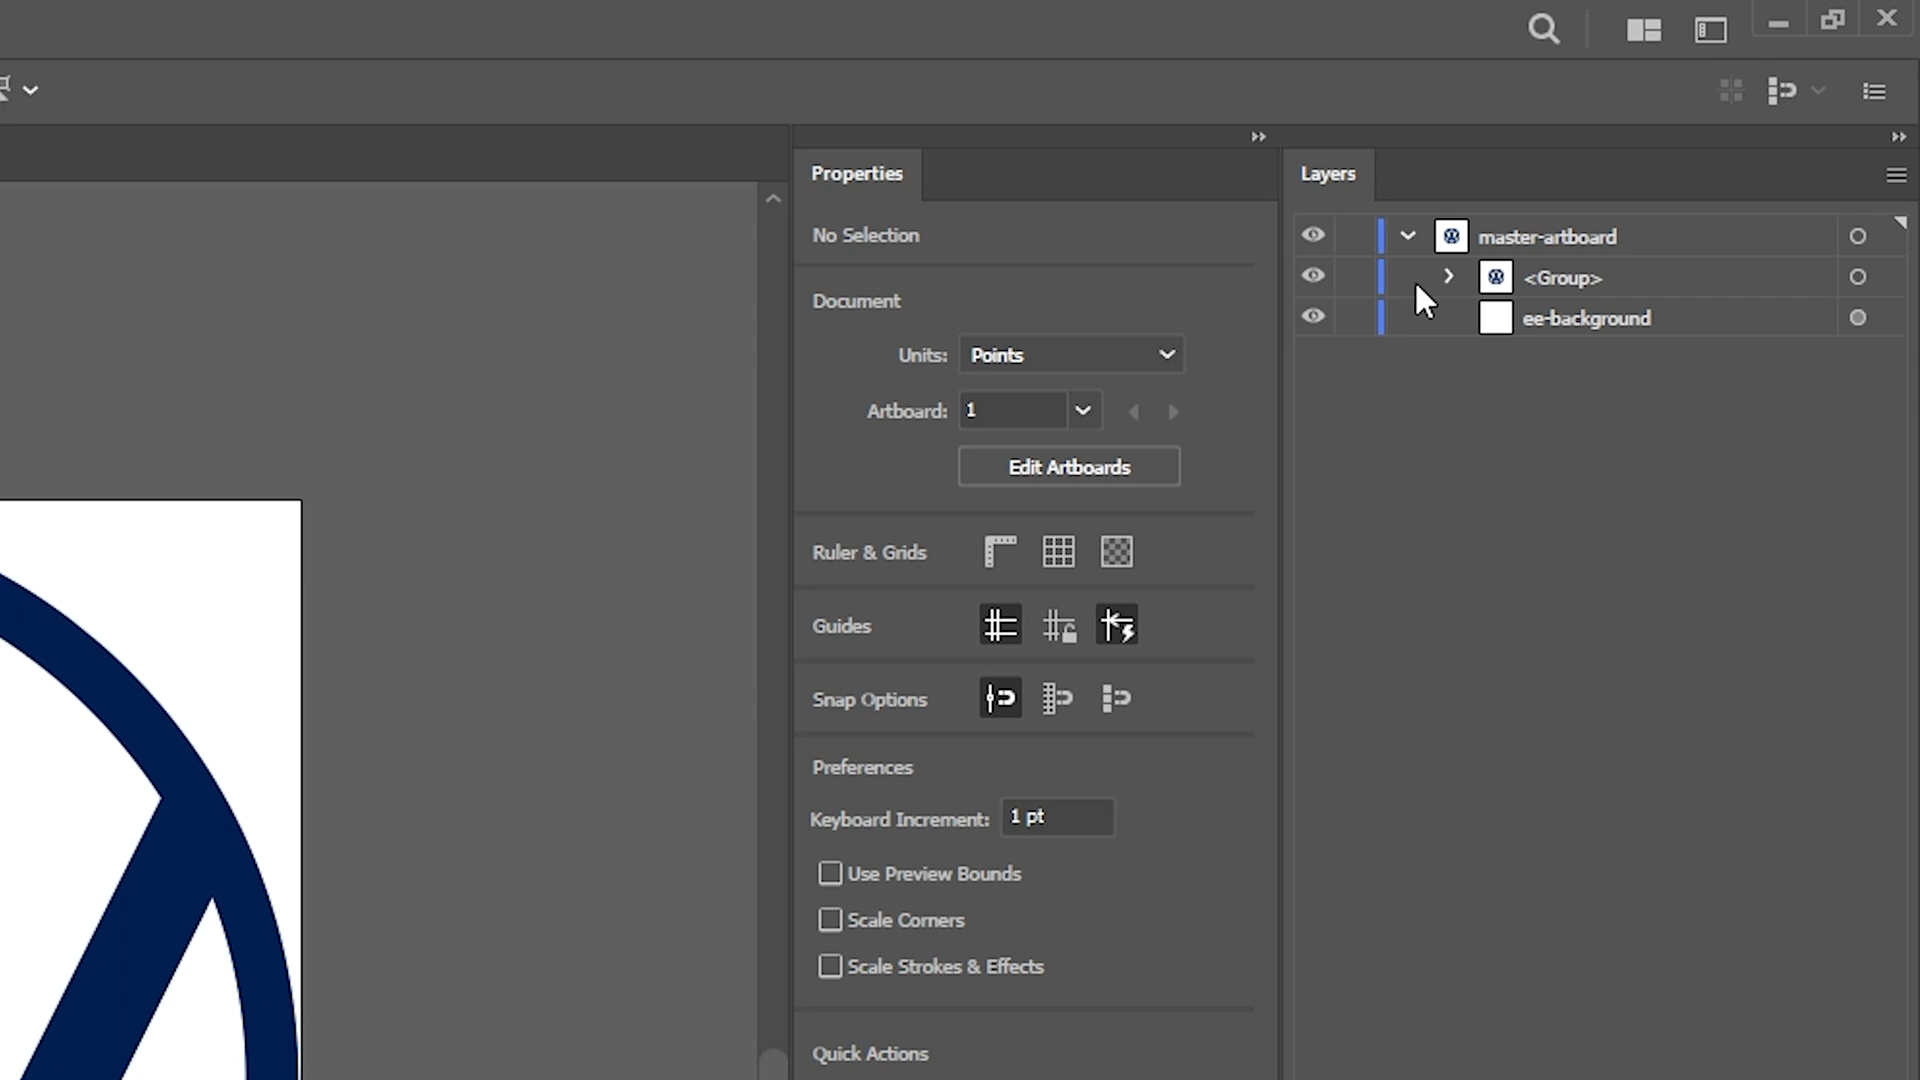 Properties
Layers
No Selection
master-artboard
<Group>
ee-background
Document
Units: Points
Artboard: 1
Edit Artboards
Ruler & Grids
Guides
Snap Options
Preferences
Keyboard Increment: 1 pt
Use Preview Bounds
Scale Corners
Scale Strokes & Effects
Quick Actions